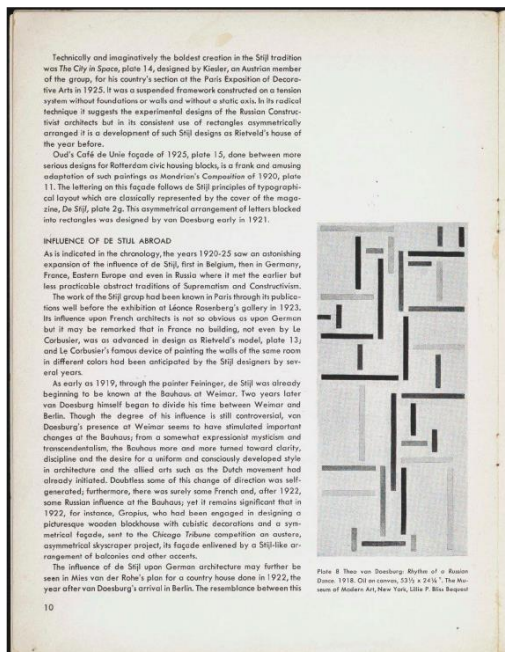 Technically and imaginatively the boldest creation in the Stijl tradition
was The City in Space, plate 14, designed by Kiesler, an Austrian member
of the group, for his country's section at the Paris Exposition of Decora-
tive Arts in 1925. It was a suspended framework constructed on a tension
system without foundations or walls and without a static axis. In its radical
technique it suggests the experimental designs of the Russian Construc-
tivist architects but in its consistent use of rectangles asymmetrically
arranged it is a development of such Stijl designs as Rietveld's house of
the year before.
Oud's Café de Unie façade of 1925, plate 15, done between more
serious designs for Rotterdam civic housing blocks, is a frank and amusing
adaptation of such paintings as Mondrian's Composition of 1920, plate
11. The lettering on this façade follows de Stijl principles of typographi-
cal layout which are classically represented by the cover of the maga-
zine, De Stijl, plate 2g. This asymmetrical arrangement of letters blocked
into rectangles was designed by van Doesburg early in 1921.
INFLUENCE OF DE STIJL ABROAD
As is indicated in the chronology, the years 1920-25 saw an astonishing
expansion of the influence of de Stijl, first in Belgium, then in Germany,
France, Eastern Europe and even in Russia where it met the earlier but
less practicable abstract traditions of Suprematism and Constructivism.
The work of the Stijl group had been known in Paris through its publica-
tions well before the exhibition at Léonce Rosenberg's gallery in 1923.
Its influence upon French architects is not so obvious as upon German
but it may be remarked that in France no building, not even by Le
Corbusier, was as advanced in design as Rietveld's model, plate 13;
and Le Corbusier's famous device of painting the walls of the same room
in different colors had been anticipated by the Stijl designers by sev-
eral years.
As early as 1919, through the painter Feininger, de Stijl was already
beginning to be known at the Bauhaus at Weimar. Two years later
van Doesburg himself began to divide his time between Weimar and
Berlin. Though the degree of his influence is still controversial, van
Doesburg's presence at Weimar seems to have stimulated important
changes at the Bauhaus; from a somewhat expressionist mysticism and
transcendentalism, the Bauhaus more and more turned toward clarity,
discipline and the desire for a uniform and consciously developed style
in architecture and the allied arts such as the Dutch movement had
already initiated. Doubtless some of this change of direction was self-
generated; furthermore, there was surely some French and, after 1922,
some Russian influence at the Bauhaus; yet it remains significant that in
1922, for instance, Gropius, who had been engaged in designing a
picturesque wooden blockhouse with cubistic decorations and a sym-
metrical façade, sent to the Chicago Tribune competition an austere,
asymmetrical skyscraper project, its façade enlivened by a Stijl-like ar-
rangement of balconies and other accents.
The influence of de Stijl upon German architecture may further be
seen in Mies van der Rohe's plan for a country house done in 1922, the
year after van Doesburg's arrival in Berlin. The resemblance between this
10
Plate 8 Theo van Doesburg: Rhythm of a Russian
Dance. 1918. Oil on canvas, 53½ x 24¼". The Mu-
seum of Modern Art, New York, Lillie P. Bliss Bequest